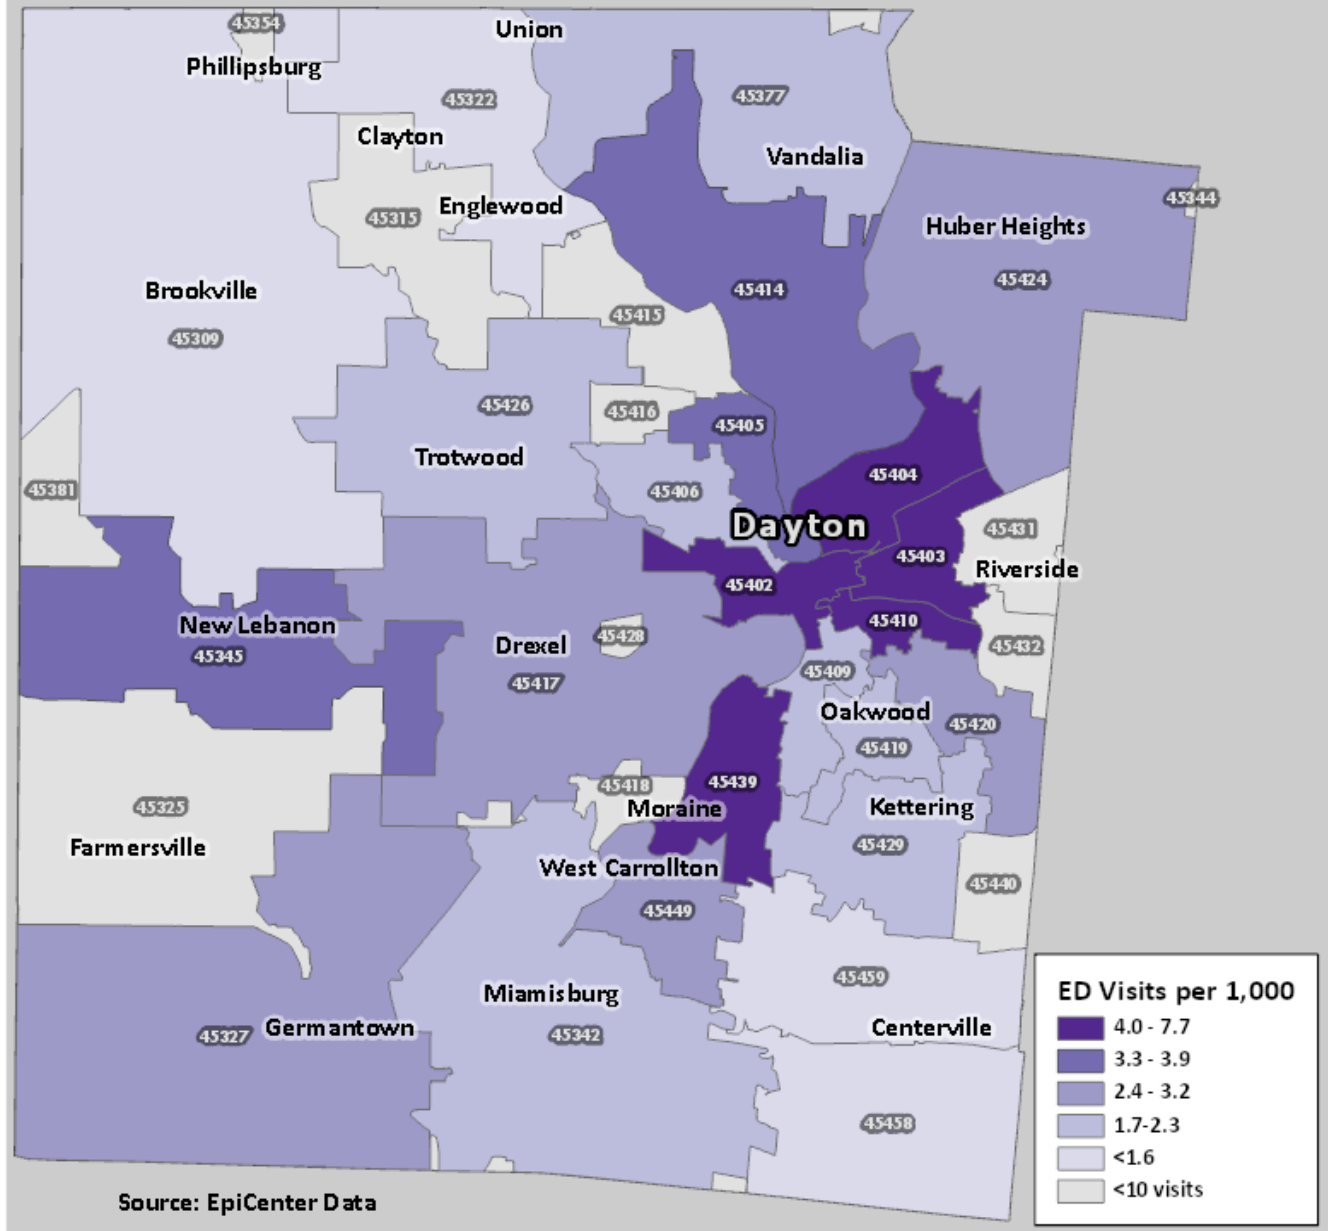 45354
Union
Phillipsburg
45322
45377
Clayton
Vandalia
45344
Englewood
45315
Huber Heights
45424
Brookville
45414
45415
45309
45426
45416
45405
Trotwood
45404
45381
45406
Dayton
45431
45403
Riverside
45402
New Lebanon
45410
45428
Drexel
45432
45345
45409
45417
Oakwood
45420
45419
45439
45418
45325
Moraine
Kettering
Farmersville
45429
West Carrollton
45440
45449
45459
Miamisburg
Germantown
45327
45342
Centerville
45458
ED Visits per 1,000
4.0 - 7.7
3.3 - 3.9
2.4 - 3.2
1.7-2.3
<1.6
<10 visits
Source: EpiCenter Data